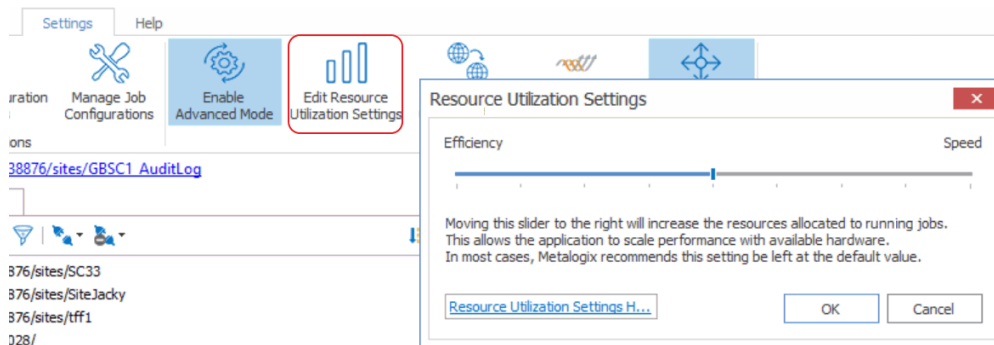 Settings Help
Manage Job
Configurations
Enable
Advanced Mode
Edit Resource
Utilization Settings
38876/sites/GBSC1_AuditLog
876/sites/SC33
876/sites/SiteJacky
876/sites/tff1
028/
Resource Utilization Settings
Efficiency Speed
Moving this slider to the right will increase the resources allocated to running jobs.
This allows the application to scale performance with available hardware.
In most cases, Metalogix recommends this setting be left at the default value.
Resource Utilization Settings H...
OK Cancel